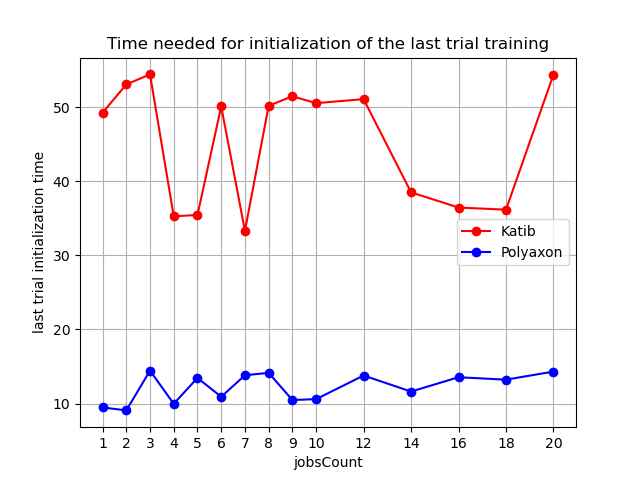 Time needed for initialization of the last trial training
last trial initialization time
50
40
30
20
10
Katib
Polyaxon
1 2 3 4 5 6 7 8 9 10 12 14 16 18 20
jobsCount